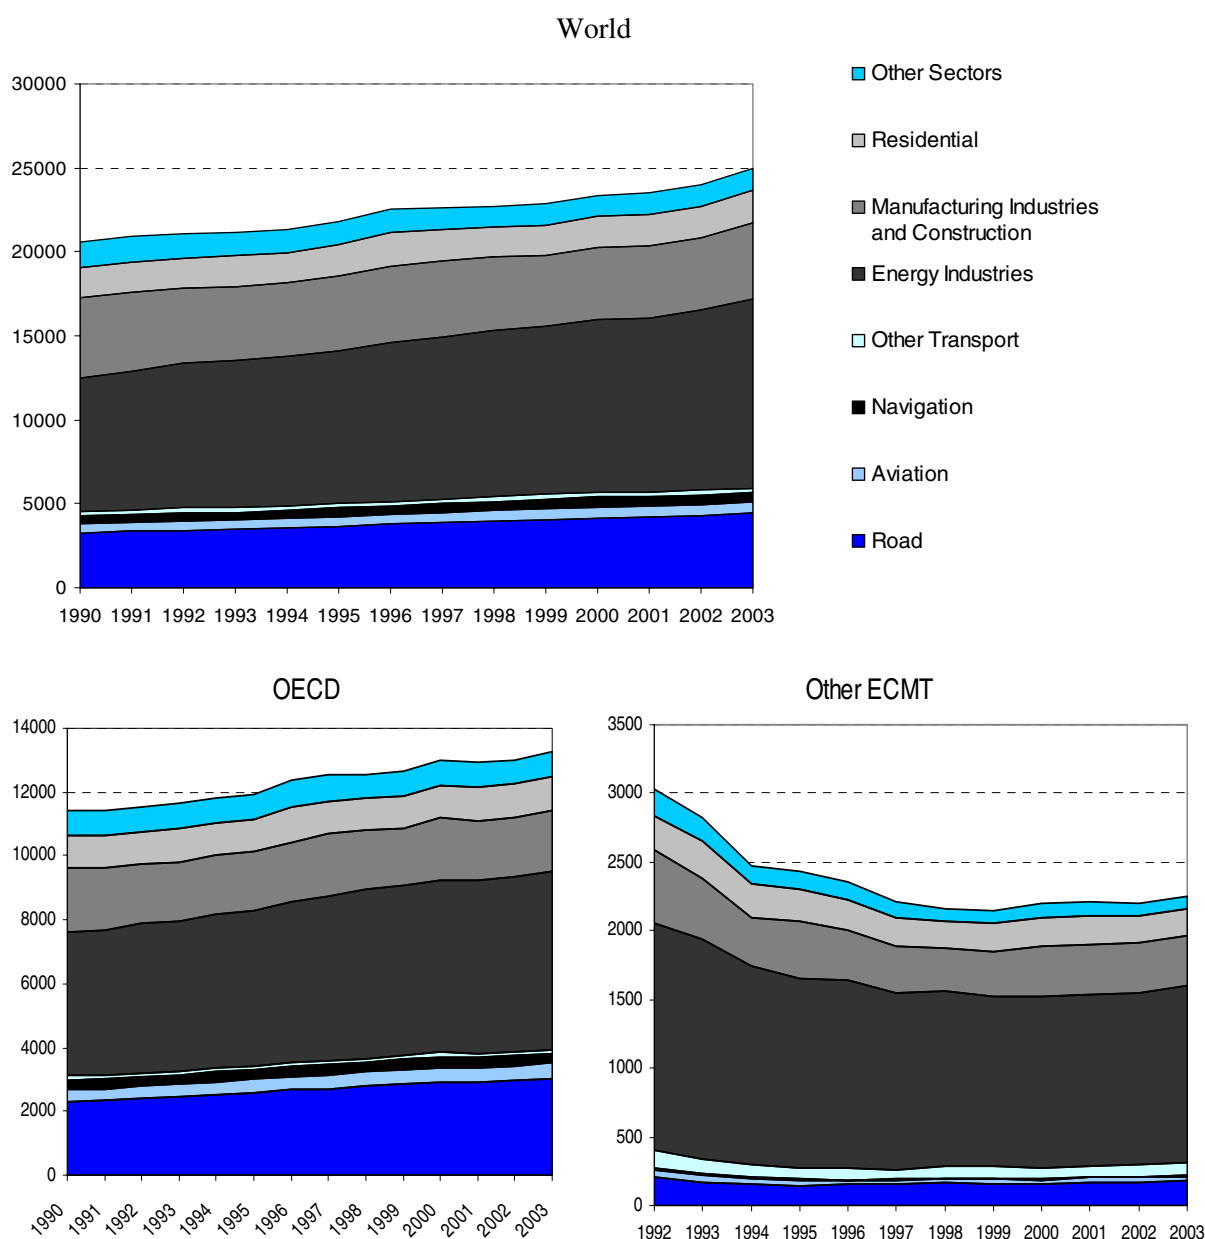 World
30000
25000
20000
15000
10000
5000
0
1990 1991 1992 1993 1994 1995 1996 1997 1998 1999 2000 2001 2002 2003
Other Sectors
Residential
Manufacturing Industries
and Construction
Energy Industries
Other Transport
Navigation
Aviation
Road
OECD
14000
12000
10000
8000
6000
4000
2000
0
1990 1991 1992 1993 1994 1995 1996 1997 1998 1999 2000 2001 2002 2003
Other ECMT
3500
3000
2500
2000
1500
1000
500
0
1992 1993 1994 1995 1996 1997 1998 1999 2000 2001 2002 2003